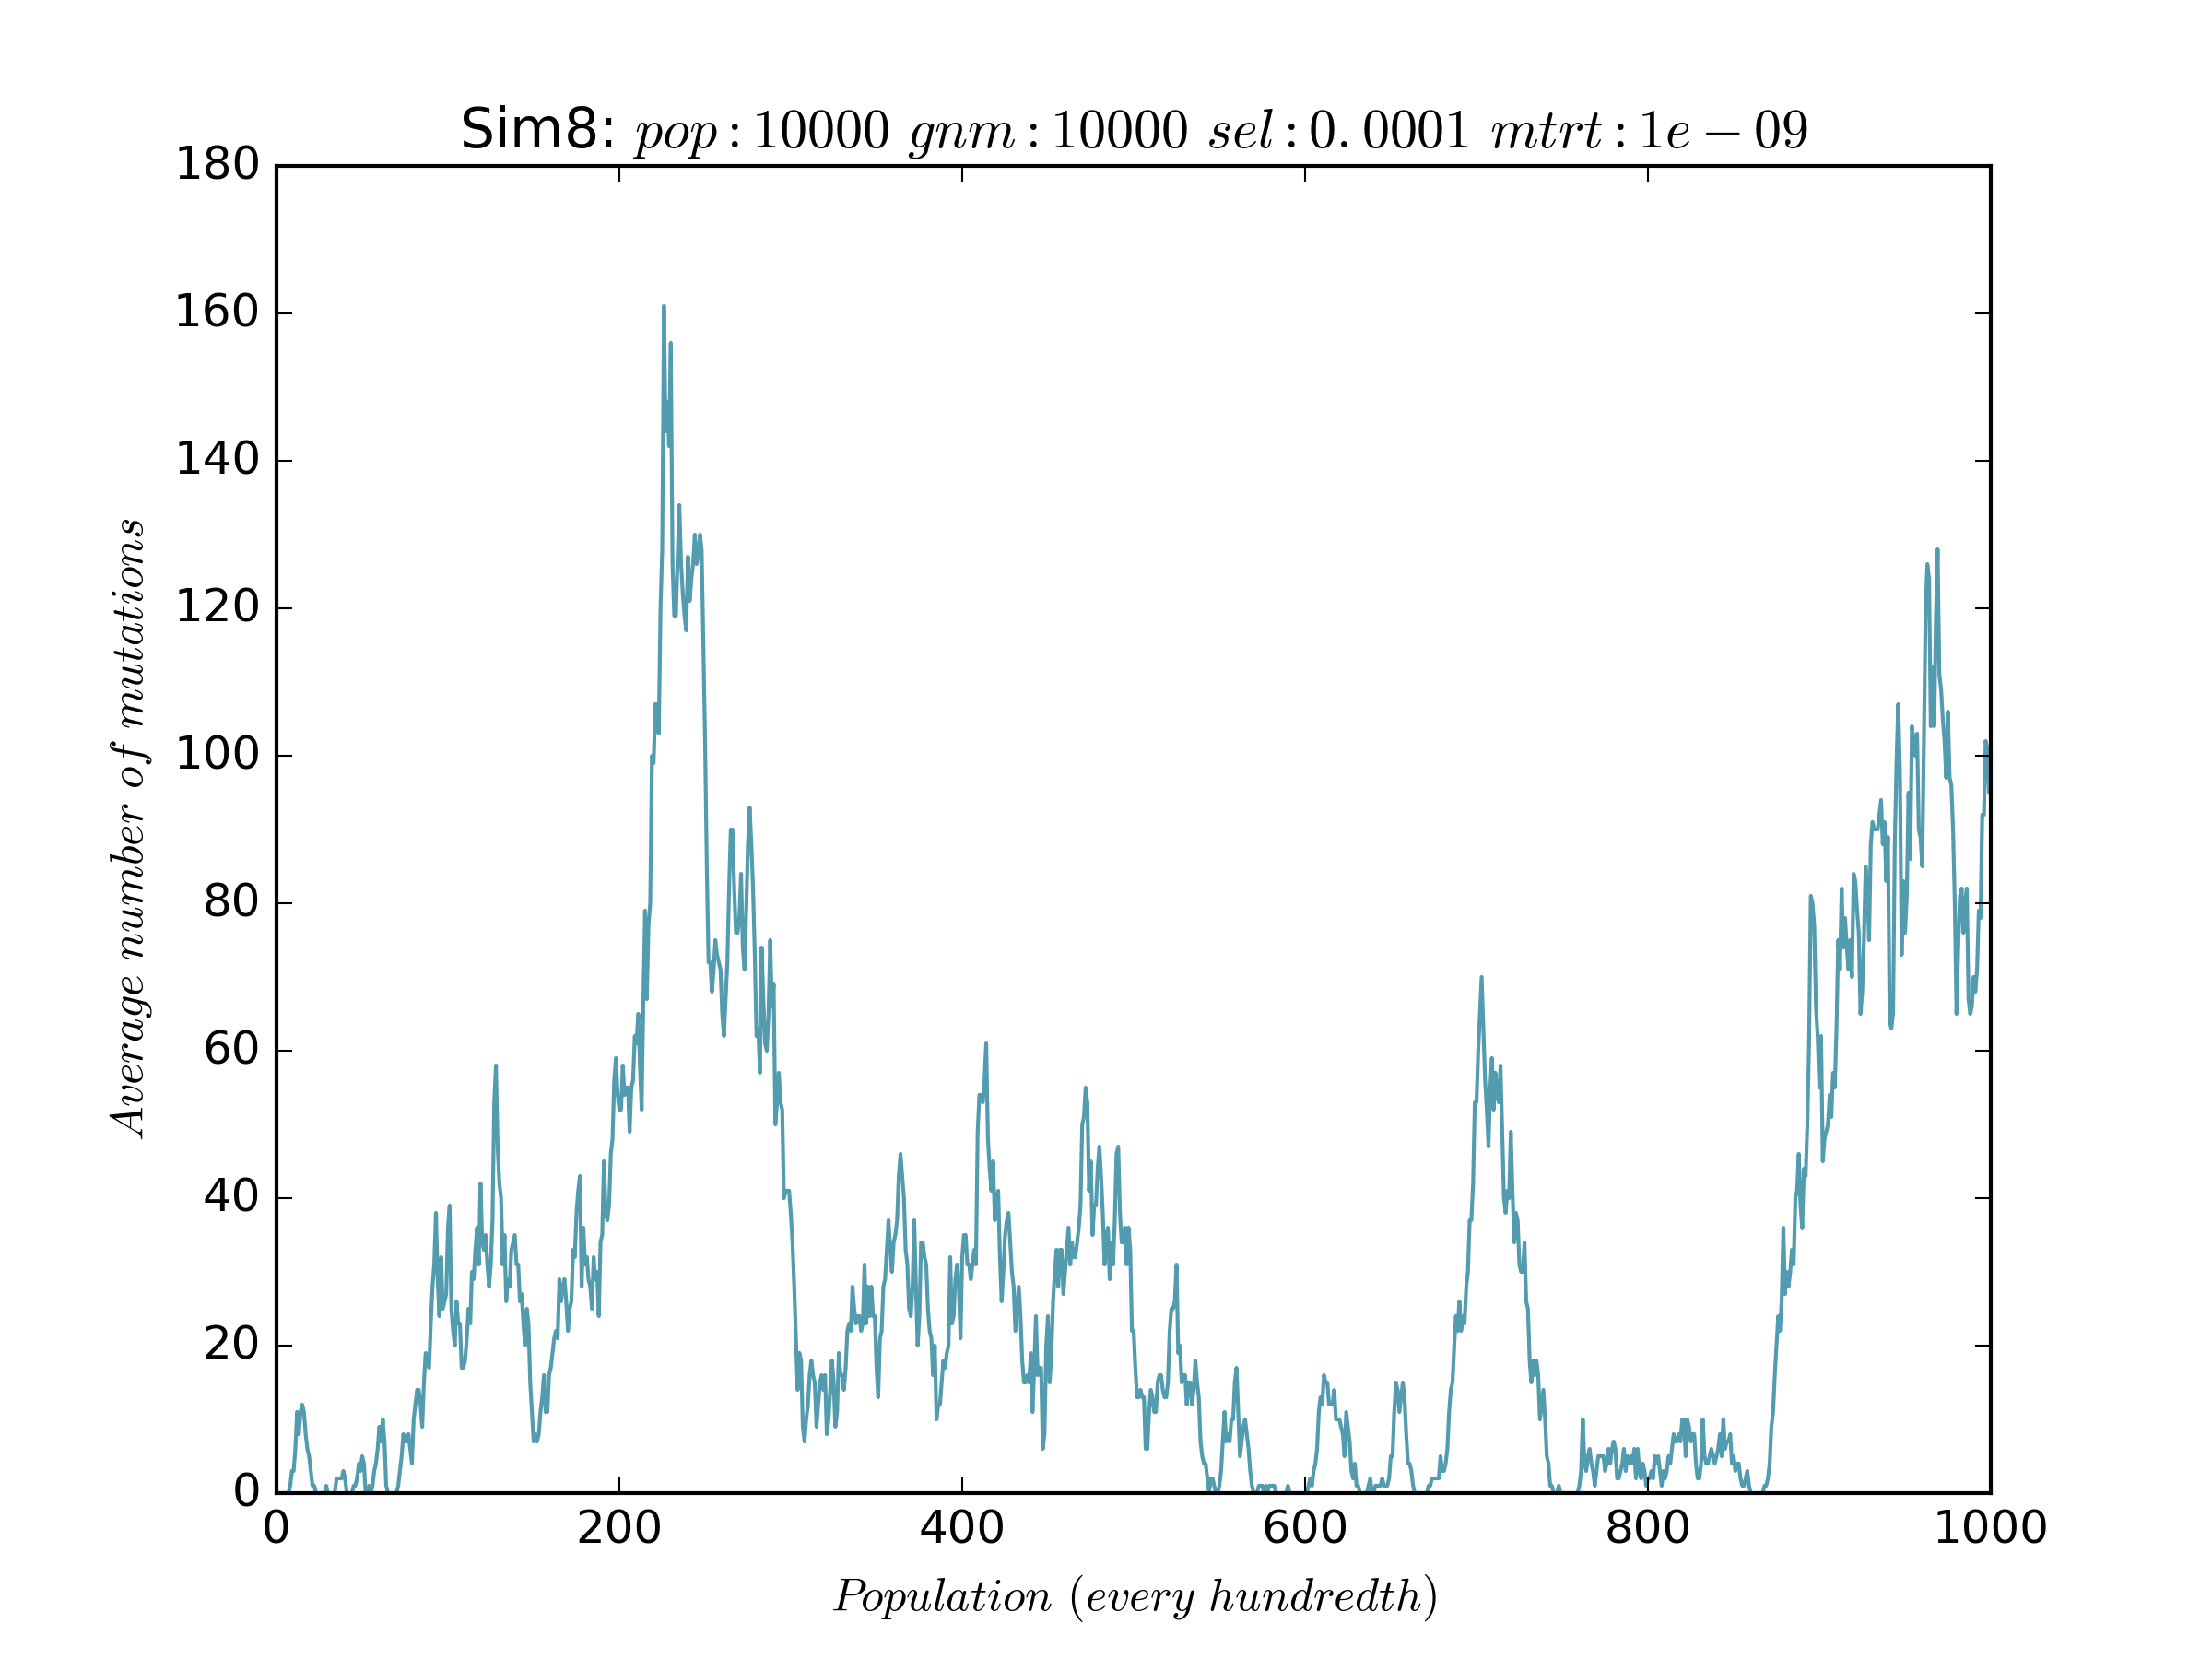 Sim8: pop : 10000 gnm : 10000 sel : 0.0001 mtrt : 1e − 09
180
160
140
120
100
80
60
40
20
0
Average number of mutations
0 200 400 600 800 1000
Population (every hundredth)